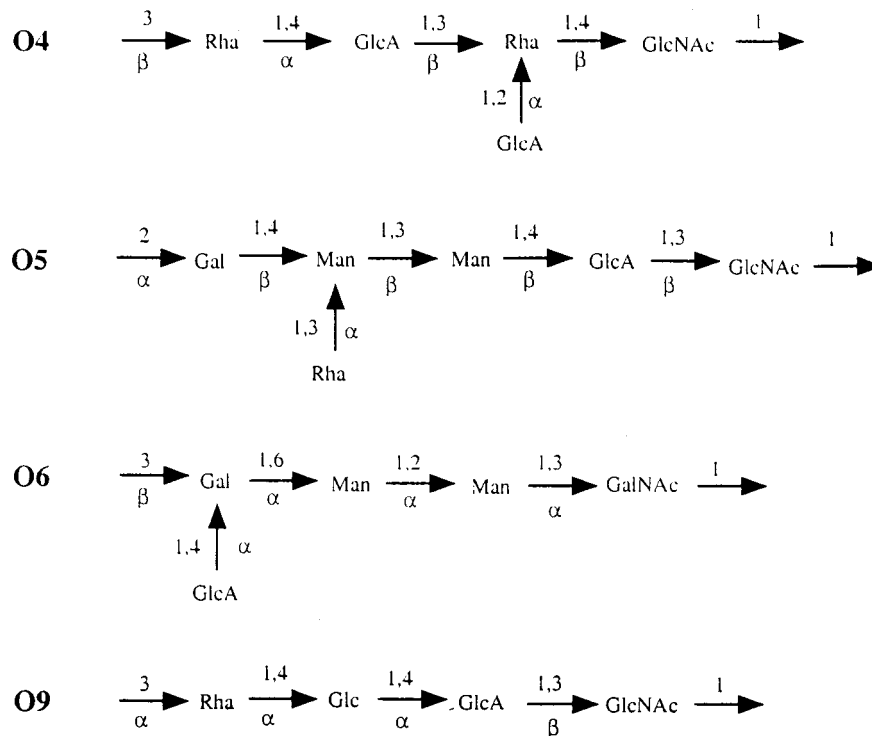 3 1,4 1,3 1,4 1
O4 Rha GlcA Rha GlcNAc
β α β β
1,2 α
GlcA
2 1,4 1,3 1,4 1,3 1
O5 Gal Man Man GlcA GlcNAc
α β β β β
1,3 α
Rha
3 1,6 1,2 1,3 1
O6 Gal Man Man GalNAc
β α α α
1,4 α
GlcA
3 1,4 1,4 1,3 1
O9 Rha Glc GlcA GlcNAc
α α α β